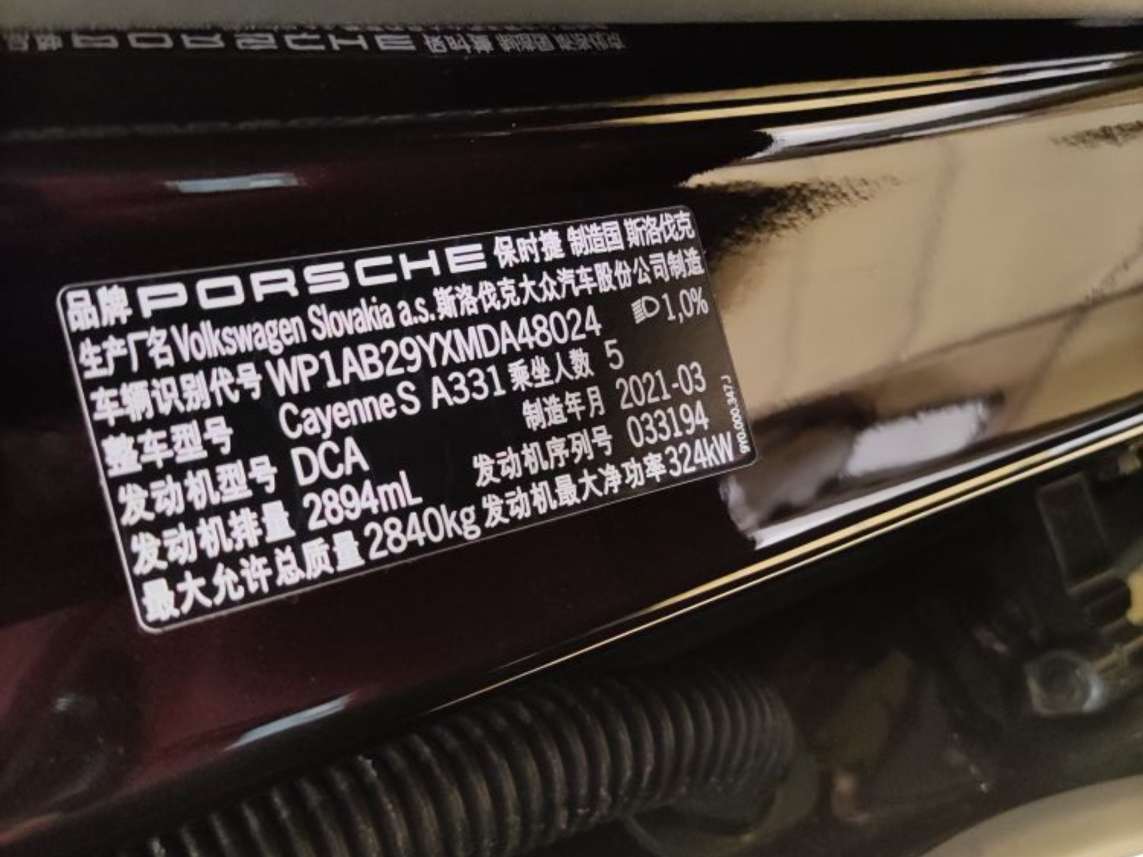 品牌 PORSCHE 保时捷 制造国 斯洛伐克
生产厂名 Volkswagen Slovakia a.s. 斯洛伐克大众汽车股份公司制造
车辆识别代号 WP1AB29YXMDA48024 1,0%
整车型号 Cayenne S A331 乘坐人数 5
发动机型号 DCA 制造年月 2021-03
发动机排量 2894mL 发动机序列号 033194
最大允许总质量 2840kg 发动机最大净功率 324kW
9Y0.000.347.J